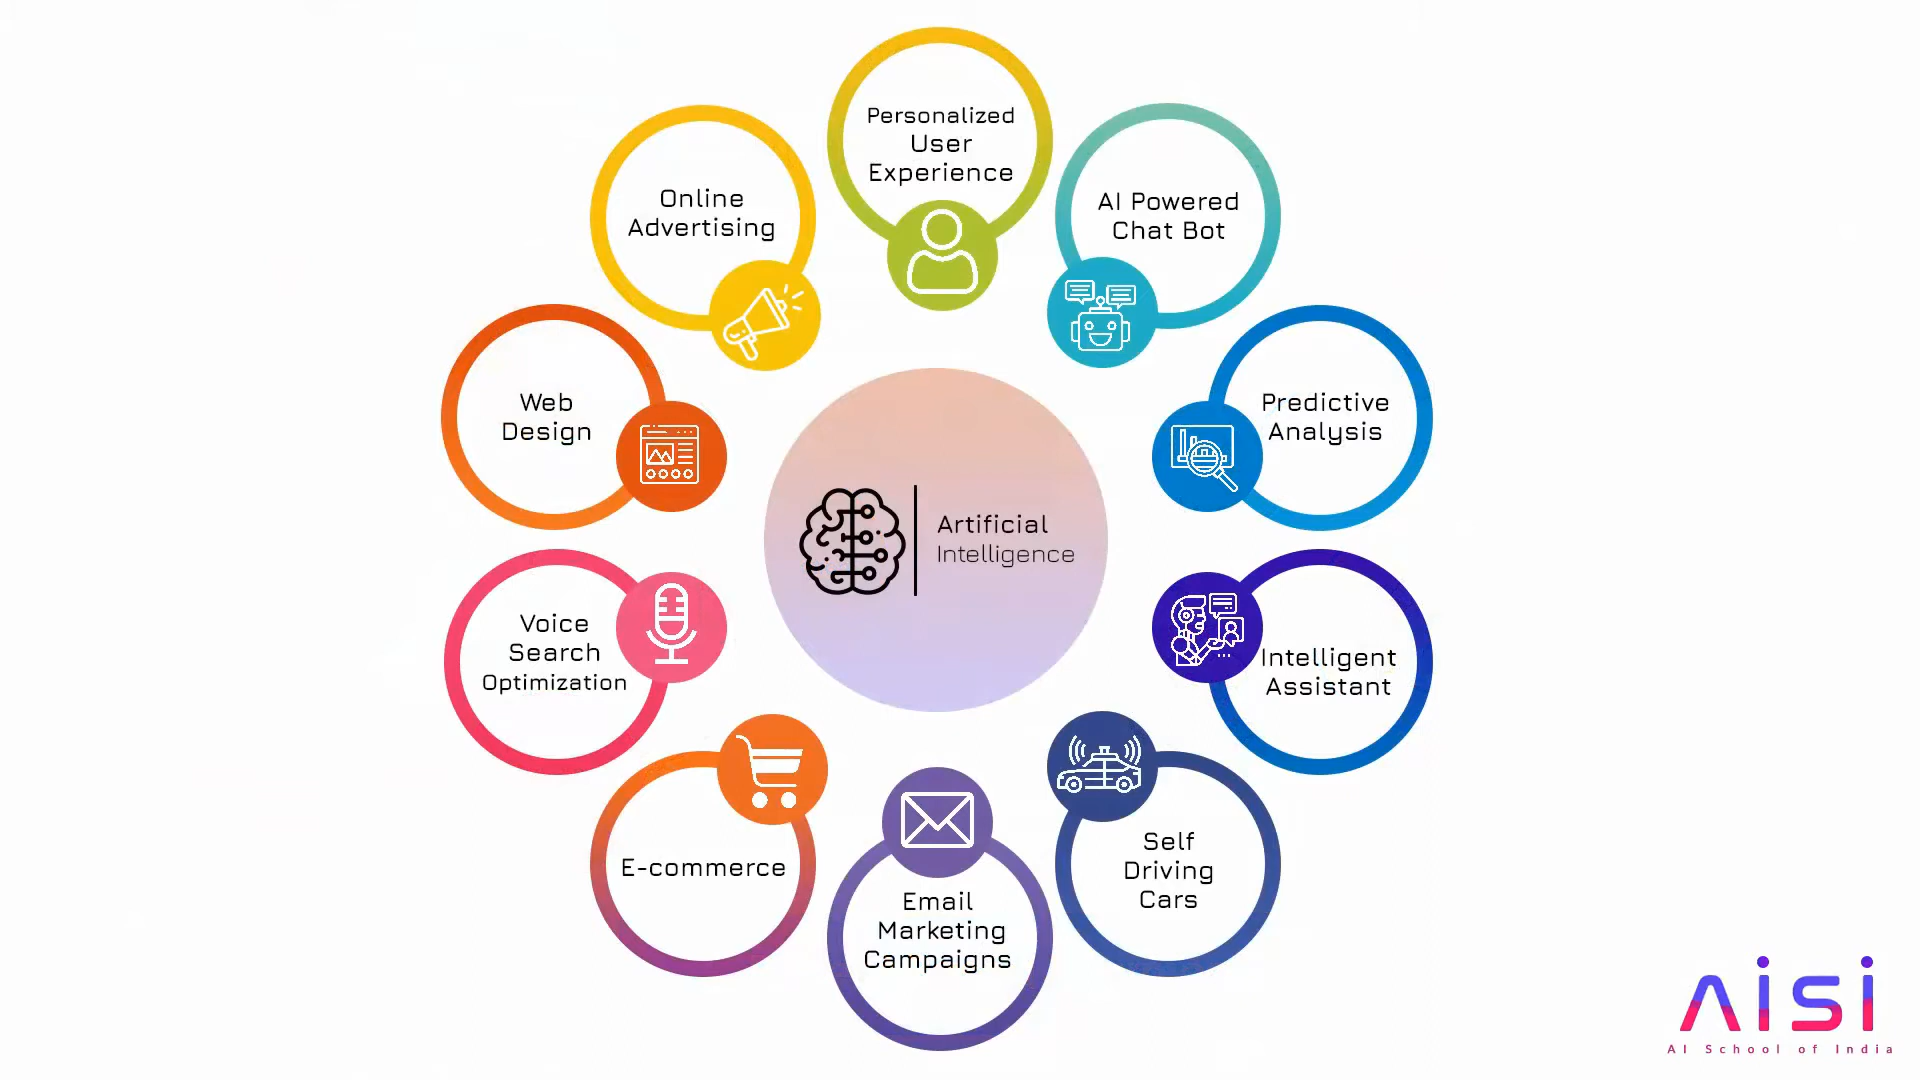 Personalized
User
Experience
AI Powered
Chat Bot
Predictive
Analysis
Intelligent
Assistant
Self
Driving
Cars
Email
Marketing
Campaigns
E-commerce
Voice
Search
Optimization
Web
Design
Online
Advertising
Artificial
Intelligence
AISI
AI School of India